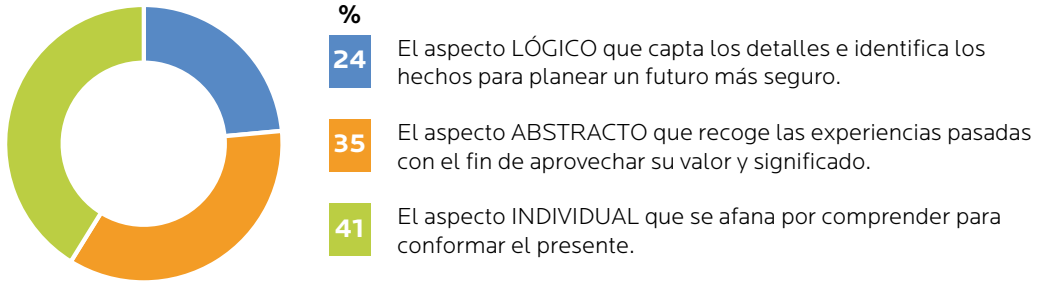 %
24
El aspecto LÓGICO que capta los detalles e identifica los
hechos para planear un futuro más seguro.
35
El aspecto ABSTRACTO que recoge las experiencias pasadas
con el fin de aprovechar su valor y significado.
41
El aspecto INDIVIDUAL que se afana por comprender para
conformar el presente.